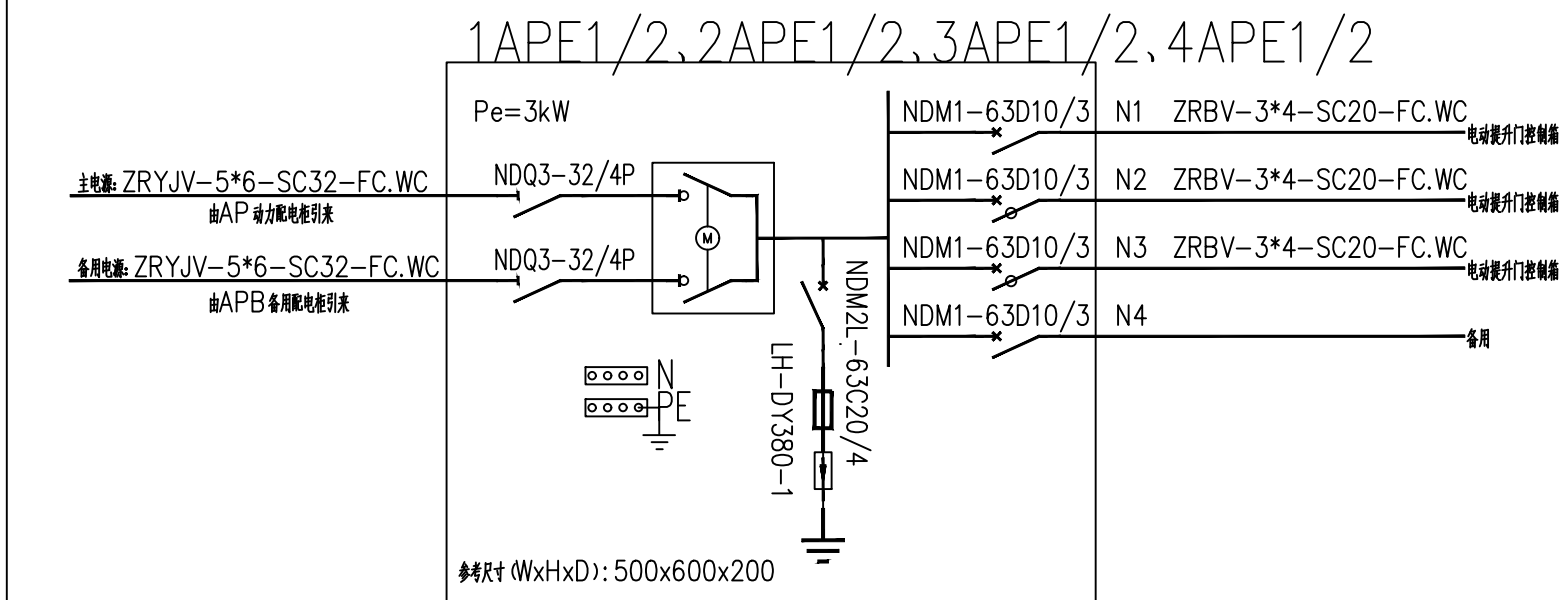 1APE1/2、2APE1/2、3APE1/2、4APE1/2
Pe=3kW
主电源: ZRYJV-5*6-SC32-FC.WC
由AP动力配电柜引来
NDQ3-32/4P
备用电源: ZRYJV-5*6-SC32-FC.WC
由APB备用配电柜引来
NDQ3-32/4P
M
NDM1-63D10/3 N1 ZRBV-3*4-SC20-FC.WC
电动提升门控制箱
NDM1-63D10/3 N2 ZRBV-3*4-SC20-FC.WC
电动提升门控制箱
NDM1-63D10/3 N3 ZRBV-3*4-SC20-FC.WC
电动提升门控制箱
NDM1-63D10/3 N4
备用
NDM2L-63C20/4
LH-DY380-1
N
PE
参考尺寸(WxHxD): 500x600x200